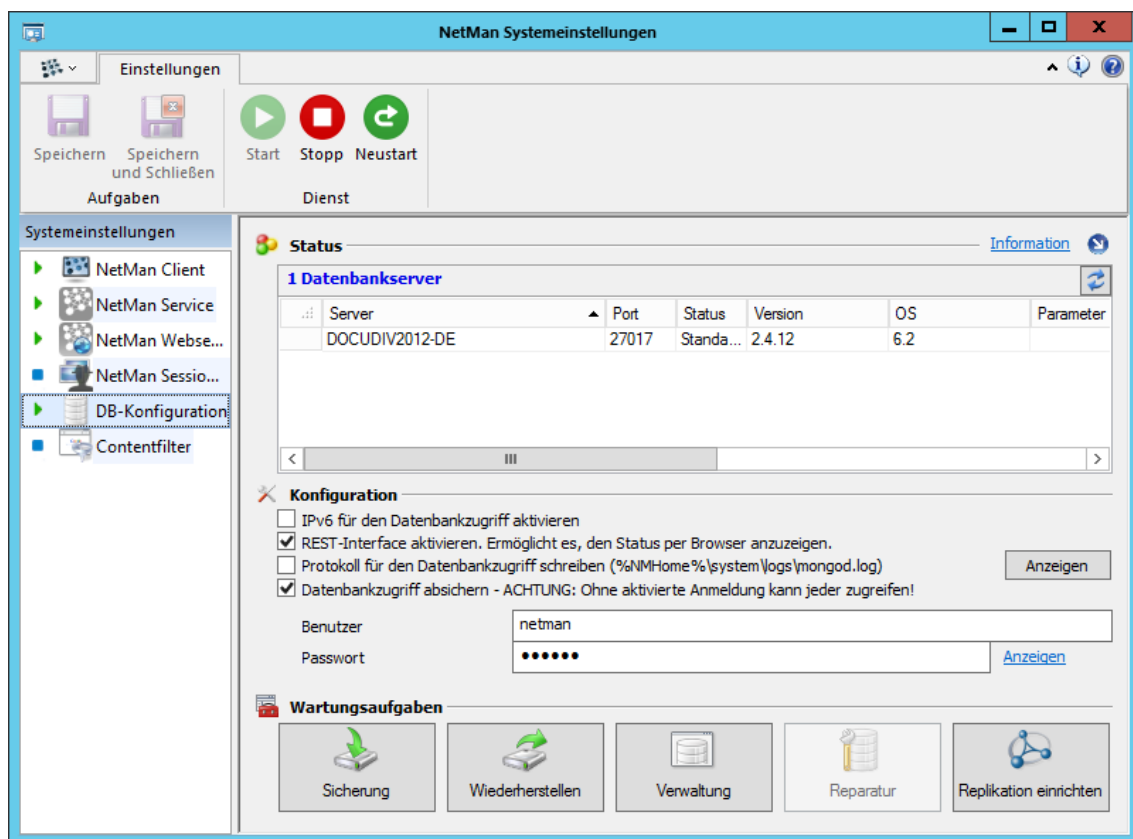 NetMan Systemeinstellungen
Einstellungen
Speichern
Speichern und Schließen
Aufgaben
Start
Stopp
Neustart
Dienst
Systemeinstellungen
NetMan Client
NetMan Service
NetMan Webse...
NetMan Sessio...
DB-Konfiguration
Contentfilter
Status
Information
1 Datenbankserver
Server Port Status Version OS Parameter
DOCUDIV2012-DE 27017 Standa... 2.4.12 6.2
Konfiguration
IPv6 für den Datenbankzugriff aktivieren
REST-Interface aktivieren. Ermöglicht es, den Status per Browser anzuzeigen.
Protokoll für den Datenbankzugriff schreiben (%NMHome%\system\logs\mongod.log)
Anzeigen
Datenbankzugriff absichern - ACHTUNG: Ohne aktivierte Anmeldung kann jeder zugreifen!
Benutzer netman
Passwort ●●●●●● Anzeigen
Wartungsaufgaben
Sicherung
Wiederherstellen
Verwaltung
Reparatur
Replikation einrichten